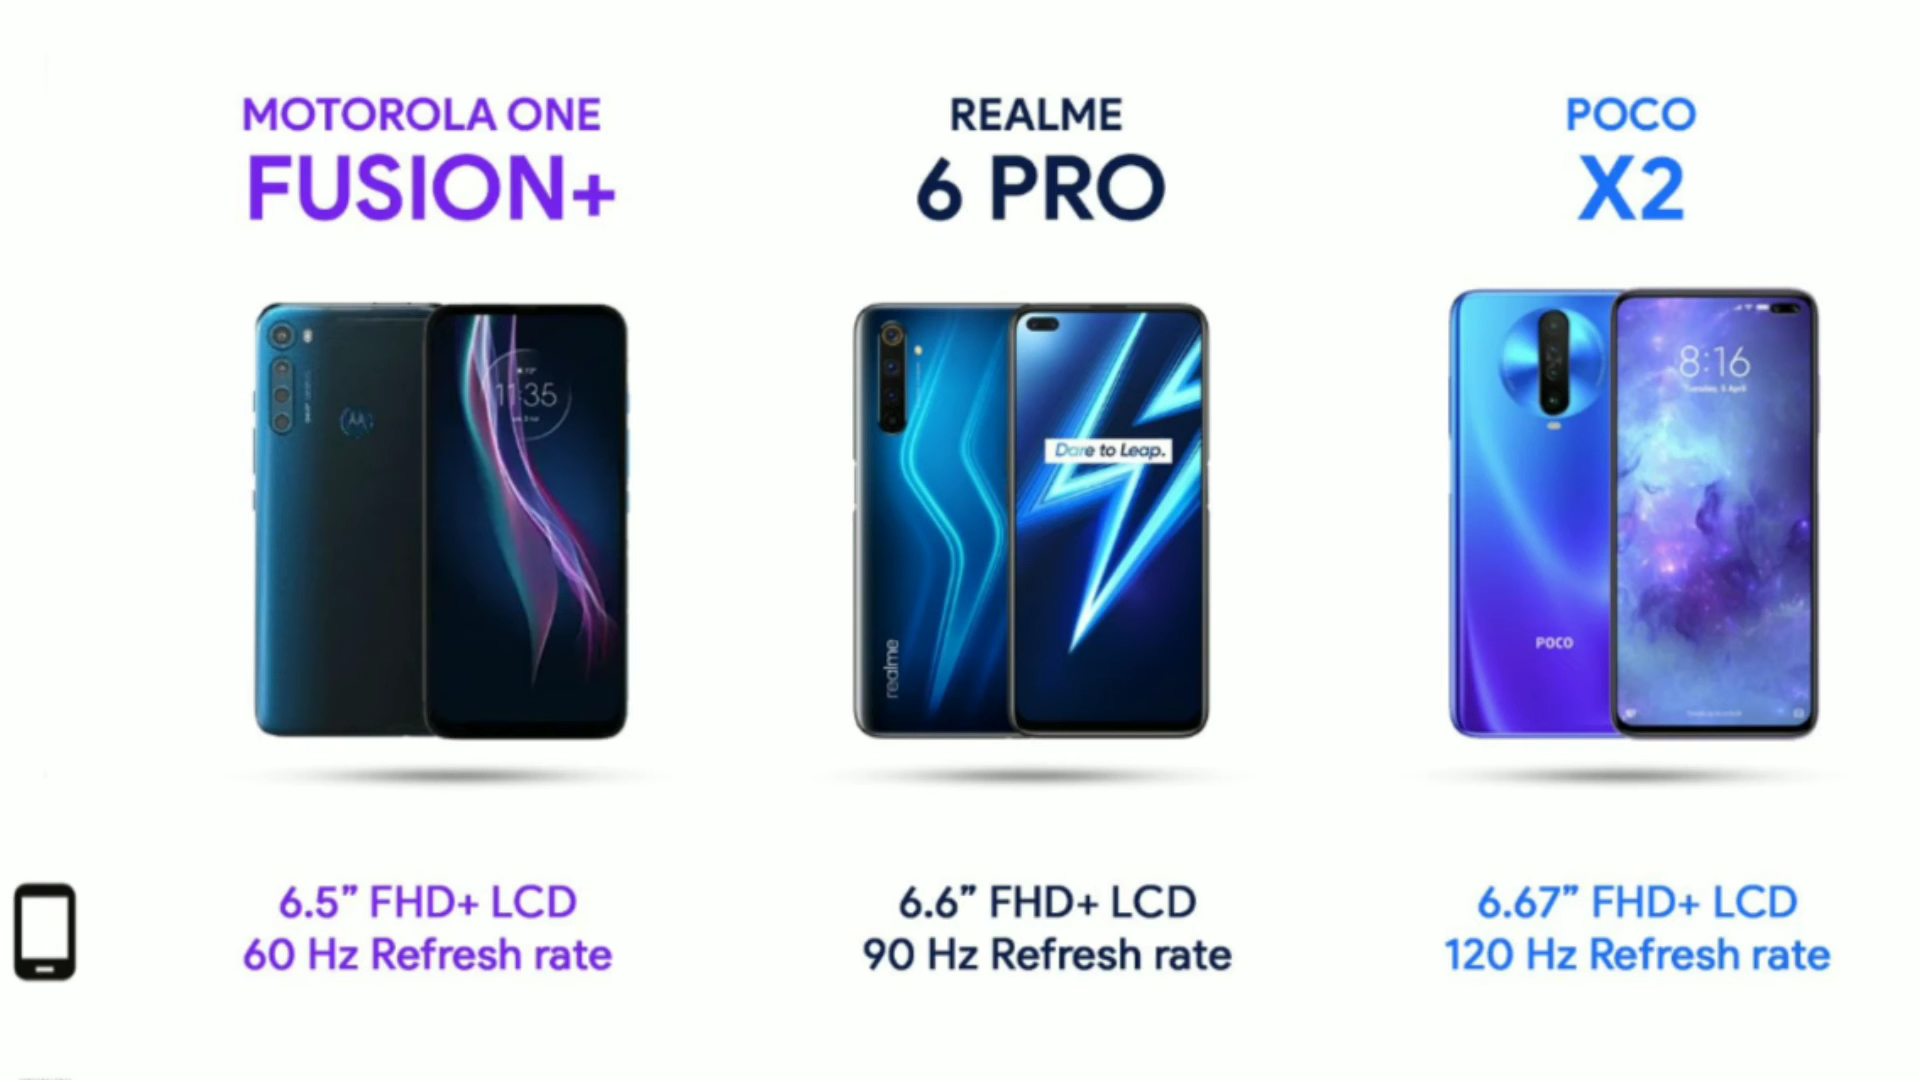 MOTOROLA ONE
FUSION+
REALME
6 PRO
POCO
X2
11:35
Dare to Leap.
realme
8:16
POCO
6.5” FHD+ LCD
60 Hz Refresh rate
6.6” FHD+ LCD
90 Hz Refresh rate
6.67” FHD+ LCD
120 Hz Refresh rate